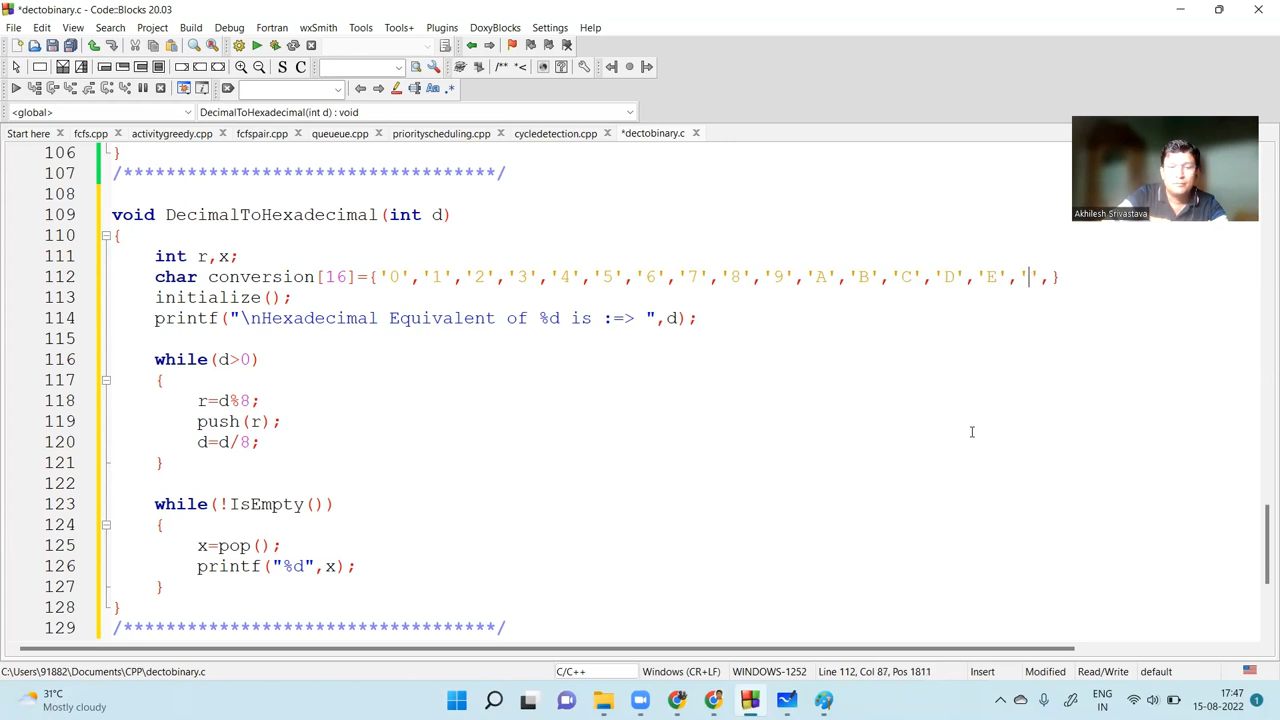 *dectobinary.c - Code::Blocks 20.03
File Edit View Search Project Build Debug Fortran wxSmith Tools Tools+ Plugins DoxyBlocks Settings Help
<global> DecimalToHexadecimal(int d) : void
Start here fcfs.cpp activitygreedy.cpp fcfspair.cpp queueue.cpp priorityscheduling.cpp cycledetection.cpp *dectobinary.c
106 }
107 /***********************************/
108
109 void DecimalToHexadecimal(int d)
110 {
111 int r,x;
112 char conversion[16]={'0','1','2','3','4','5','6','7','8','9','A','B','C','D','E','',}
113 initialize();
114 printf("\nHexadecimal Equivalent of %d is :=> ",d);
115
116 while(d>0)
117 {
118 r=d%8;
119 push(r);
120 d=d/8;
121 }
122
123 while(!IsEmpty())
124 {
125 x=pop();
126 printf("%d",x);
127 }
128 }
129 /***********************************/
Akhilesh Srivastava
C:\Users\91882\Documents\CPP\dectobinary.c C/C++ Windows (CR+LF) WINDOWS-1252 Line 112, Col 87, Pos 1811 Insert Modified Read/Write default
31°C
Mostly cloudy
ENG
IN
17:47
15-08-2022
1